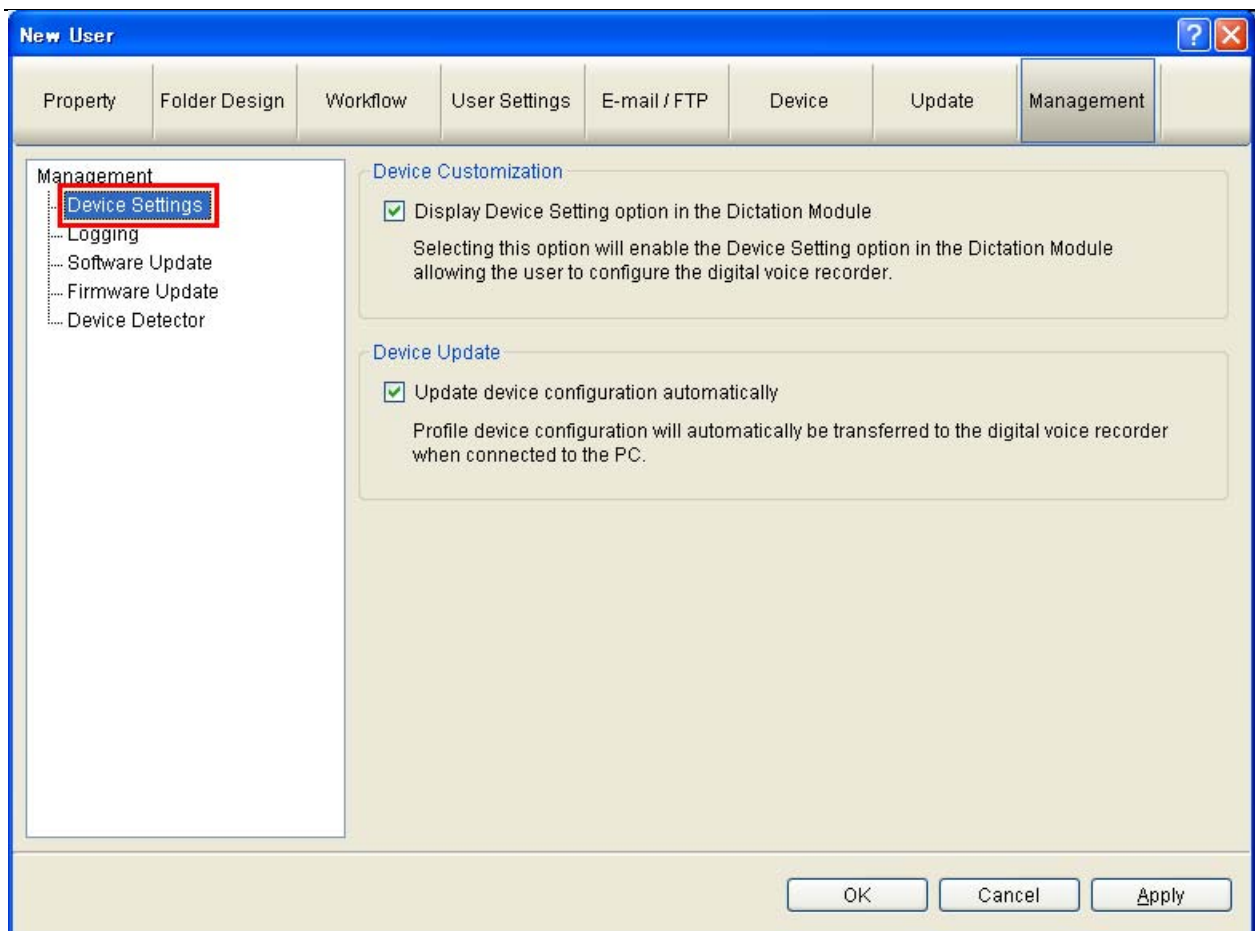 New User
Property
Folder Design
Workflow
User Settings
E-mail / FTP
Device
Update
Management
Management
Device Settings
Logging
Software Update
Firmware Update
Device Detector
Device Customization
Display Device Setting option in the Dictation Module
Selecting this option will enable the Device Setting option in the Dictation Module
allowing the user to configure the digital voice recorder.
Device Update
Update device configuration automatically
Profile device configuration will automatically be transferred to the digital voice recorder
when connected to the PC.
OK
Cancel
Apply